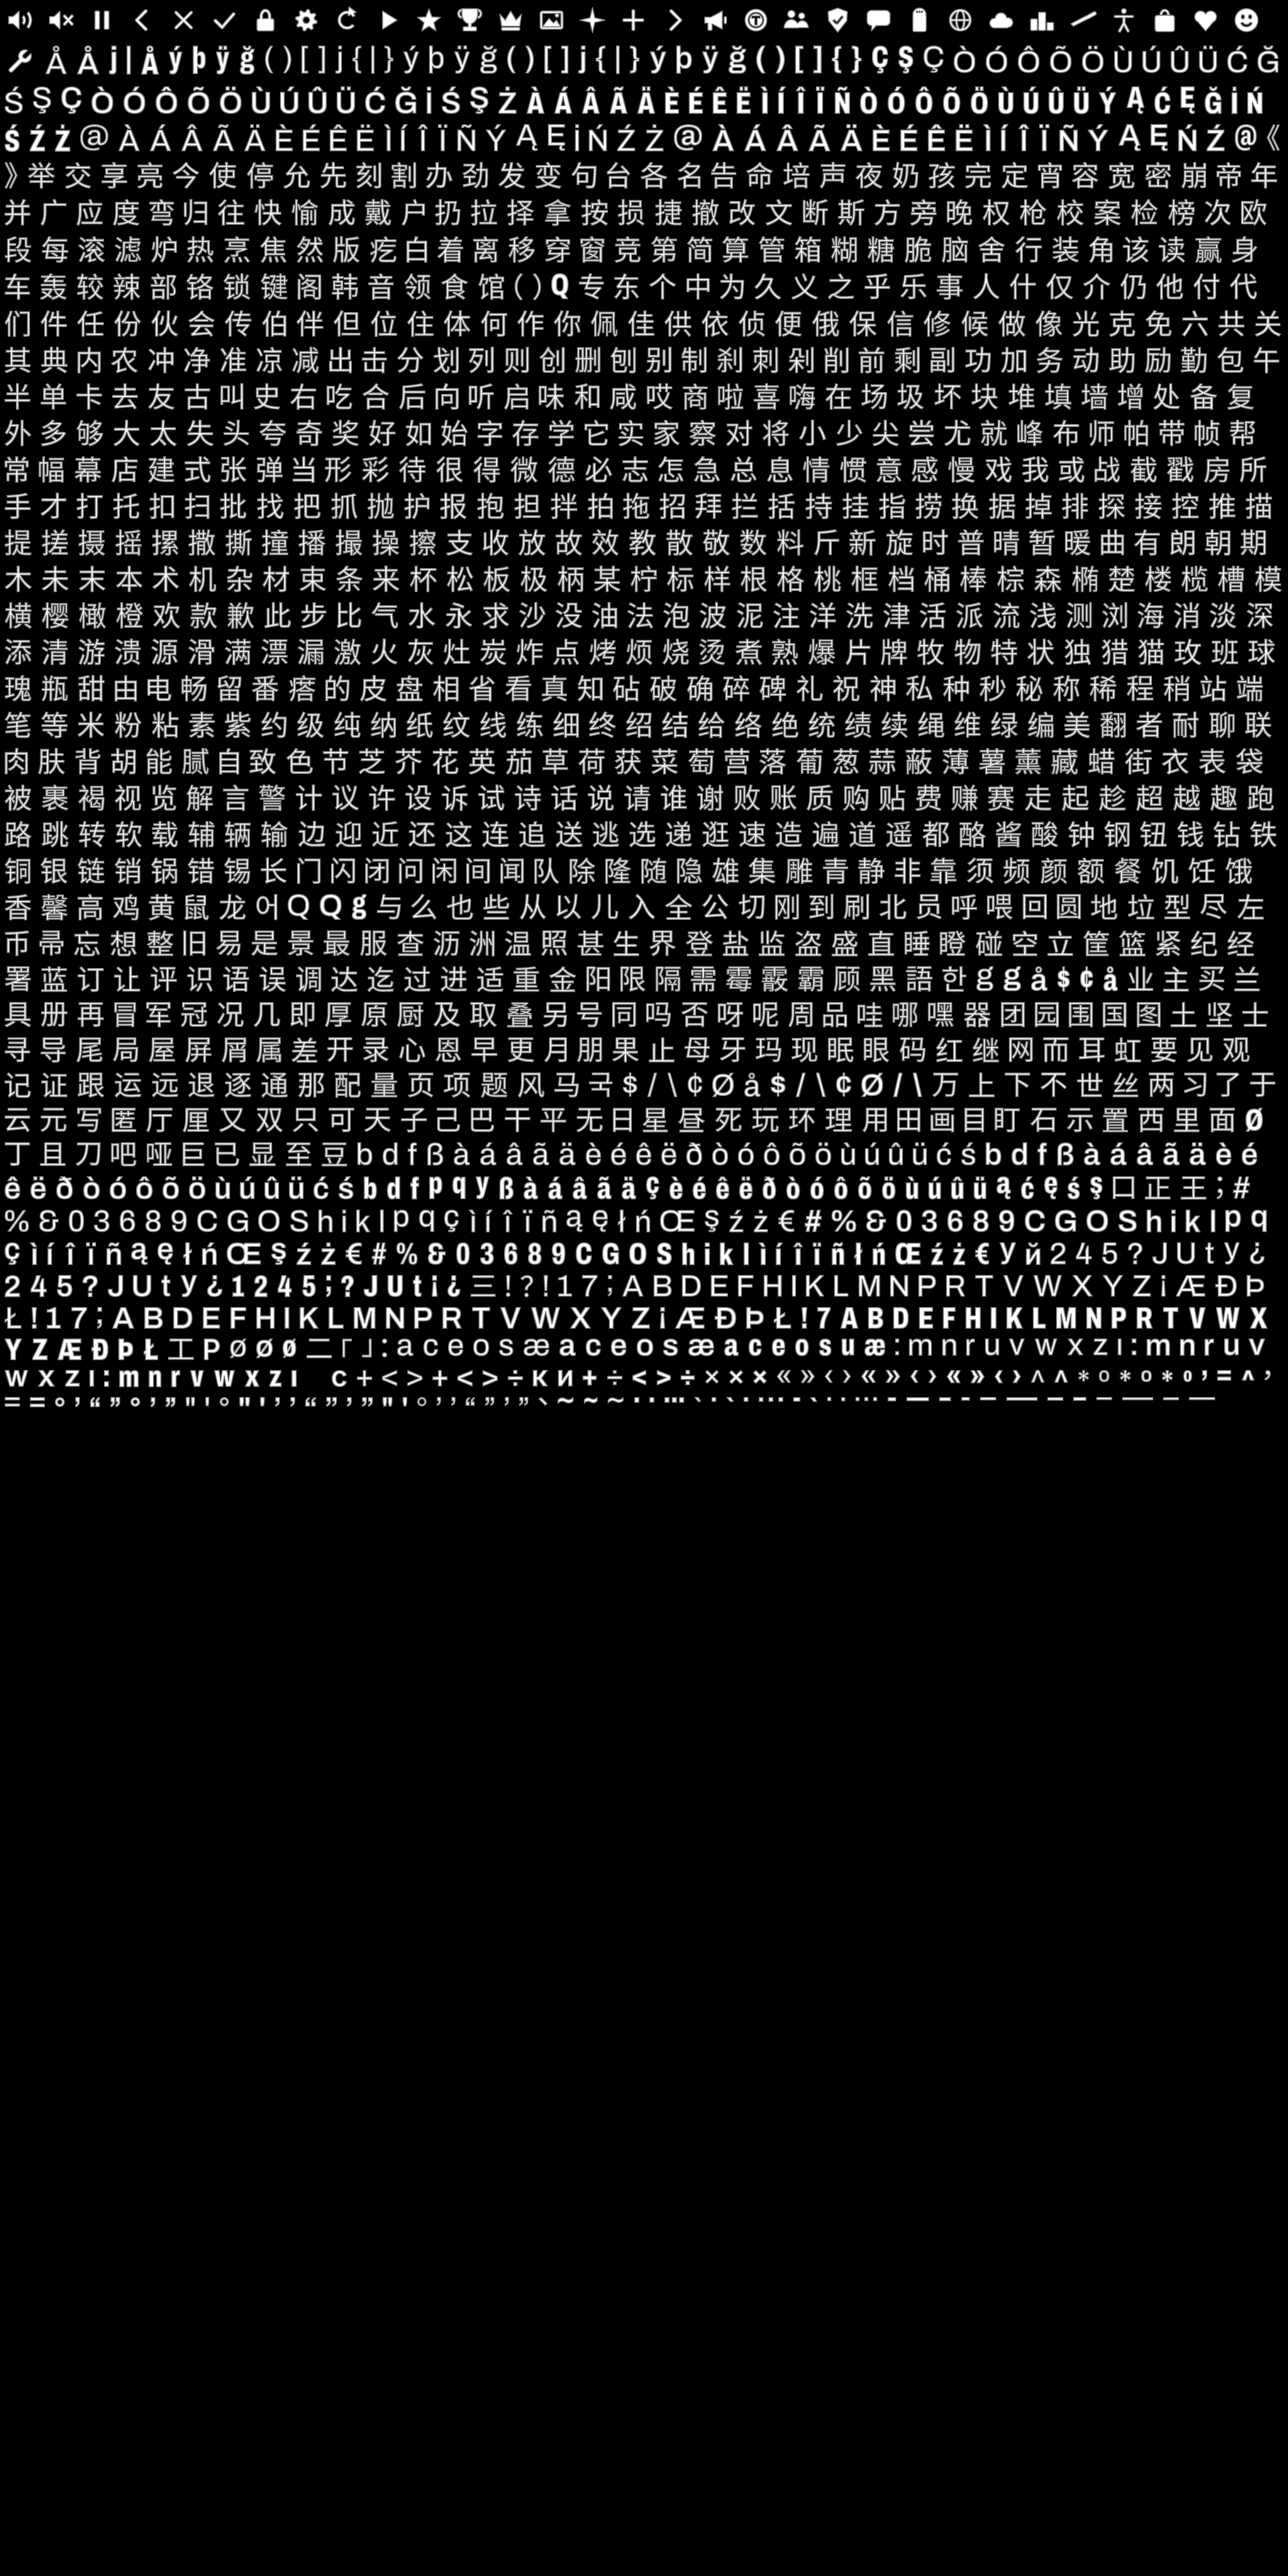 Å Å j | Å ý þ ÿ ğ ( ) [ ] j { | } ý þ ÿ ğ ( ) [ ] j { | } ý þ ÿ ğ ( ) [ ] { } Ç Ş Ç Ò Ó Ô Õ Ö Ù Ú Û Ü Ć Ğ
Ś Ş Ç Ò Ó Ô Õ Ö Ù Ú Û Ü Ć Ğ İ Ś Ş Ż À Á Â Ã Ä È É Ê Ë Ì Í Î Ï Ñ Ò Ó Ô Õ Ö Ù Ú Û Ü Ý Ą Ć Ę Ğ İ Ń
Ś Ź Ż @ À Á Â Ã Ä È É Ê Ë Ì Í Î Ï Ñ Ý Ą Ę İ Ń Ź Ż @ À Á Â Ã Ä È É Ê Ë Ì Í Î Ï Ñ Ý Ą Ę Ń Ź @ 《
》 举 交 享 亮 今 使 停 允 先 刻 割 办 劲 发 变 句 台 各 名 告 命 培 声 夜 奶 孩 完 定 宵 容 宽 密 崩 帝 年
并 广 应 度 弯 归 往 快 愉 成 戴 户 扔 拉 择 拿 按 损 捷 撤 改 文 断 斯 方 旁 晚 权 枪 校 案 检 榜 次 欧
段 每 滚 滤 炉 热 烹 焦 然 版 疙 白 着 离 移 穿 窗 竞 第 简 算 管 箱 糊 糖 脆 脑 舍 行 装 角 该 读 赢 身
车 轰 较 辣 部 铬 锁 键 阁 韩 音 领 食 馆 ( ) Q 专 东 个 中 为 久 义 之 乎 乐 事 人 什 仅 介 仍 他 付 代
们 件 任 份 伙 会 传 伯 伴 但 位 住 体 何 作 你 佩 佳 供 依 侦 便 俄 保 信 修 候 做 像 光 克 免 六 共 关
其 典 内 农 冲 净 准 凉 减 出 击 分 划 列 则 创 删 刨 别 制 刹 刺 剁 削 前 剩 副 功 加 务 动 助 励 勤 包 午
半 单 卡 去 友 古 叫 史 右 吃 合 后 向 听 启 味 和 咸 哎 商 啦 喜 嗨 在 场 圾 坏 块 堆 填 墙 增 处 备 复
外 多 够 大 太 失 头 夸 奇 奖 好 如 始 字 存 学 它 实 家 察 对 将 小 少 尖 尝 尤 就 峰 布 师 帕 带 帧 帮
常 幅 幕 店 建 式 张 弹 当 形 彩 待 很 得 微 德 必 志 怎 急 总 息 情 惯 意 感 慢 戏 我 或 战 截 戳 房 所
手 才 打 托 扣 扫 批 找 把 抓 抛 护 报 抱 担 拌 拍 拖 招 拜 拦 括 持 挂 指 捞 换 据 掉 排 探 接 控 推 描
提 搓 摄 摇 摞 撒 撕 撞 播 撮 操 擦 支 收 放 故 效 教 散 敬 数 料 斤 新 旋 时 普 晴 暂 暖 曲 有 朗 朝 期
木 未 末 本 术 机 杂 材 束 条 来 杯 松 板 极 柄 某 柠 标 样 根 格 桃 框 档 桶 棒 棕 森 椭 楚 楼 榄 槽 模
横 樱 橄 橙 欢 款 歉 此 步 比 气 水 永 求 沙 没 油 法 泡 波 泥 注 洋 洗 津 活 派 流 浅 测 浏 海 消 淡 深
添 清 游 溃 源 滑 满 漂 漏 激 火 灰 灶 炭 炸 点 烤 烦 烧 烫 煮 熟 爆 片 牌 牧 物 特 状 独 猎 猫 玫 班 球
瑰 瓶 甜 由 电 畅 留 番 瘩 的 皮 盘 相 省 看 真 知 砧 破 确 碎 碑 礼 祝 神 私 种 秒 秘 称 稀 程 稍 站 端
笔 等 米 粉 粘 素 紫 约 级 纯 纳 纸 纹 线 练 细 终 绍 结 给 络 绝 统 绩 续 绳 维 绿 编 美 翻 者 耐 聊 联
肉 肤 背 胡 能 腻 自 致 色 节 芝 芥 花 英 茄 草 荷 获 菜 萄 营 落 葡 葱 蒜 蔽 薄 薯 薰 藏 蜡 街 衣 表 袋
被 裹 褐 视 览 解 言 警 计 议 许 设 诉 试 诗 话 说 请 谁 谢 败 账 质 购 贴 费 赚 赛 走 起 趁 超 越 趣 跑
路 跳 转 软 载 辅 辆 输 边 迎 近 还 这 连 追 送 逃 选 递 逛 速 造 遍 道 遥 都 酪 酱 酸 钟 钢 钮 钱 钻 铁
铜 银 链 销 锅 错 锡 长 门 闪 闭 问 闲 间 闻 队 除 隆 随 隐 雄 集 雕 青 静 非 靠 须 频 颜 额 餐 饥 饪 饿
香 馨 高 鸡 黄 鼠 龙 어 Q Q g 与 么 也 些 从 以 儿 入 全 公 切 刚 到 刷 北 员 呼 喂 回 圆 地 垃 型 尽 左
币 帚 忘 想 整 旧 易 是 景 最 服 查 沥 洲 温 照 甚 生 界 登 盐 监 盗 盛 直 睡 瞪 碰 空 立 筐 篮 紧 纪 经
署 蓝 订 让 评 识 语 误 调 达 迄 过 进 适 重 金 阳 限 隔 需 霉 霰 霸 顾 黑 語 한 g g å $ ¢ å 业 主 买 兰
具 册 再 冒 军 冠 况 几 即 厚 原 厨 及 取 叠 另 号 同 吗 否 呀 呢 周 品 哇 哪 嘿 器 团 园 围 国 图 土 坚 士
寻 导 尾 局 屋 屏 屑 属 差 开 录 心 恩 早 更 月 朋 果 止 母 牙 玛 现 眠 眼 码 红 继 网 而 耳 虹 要 见 观
记 证 跟 运 远 退 逐 通 那 配 量 页 项 题 风 马 국 $ / \ ¢ Ø å $ / \ ¢ Ø / \ 万 上 下 不 世 丝 两 习 了 于
云 元 写 匿 厅 厘 又 双 只 可 天 子 己 巴 干 平 无 日 星 昼 死 玩 环 理 用 田 画 目 盯 石 示 置 西 里 面 Ø
丁 且 刀 吧 哑 巨 已 显 至 豆 b d f ß à á â ã ä è é ê ë ð ò ó ô õ ö ù ú û ü ć ś b d f ß à á â ã ä è é
ê ë ð ò ó ô õ ö ù ú û ü ć ś b d f p q y ß à á â ã ä ç è é ê ë ð ò ó ô õ ö ù ú û ü ą ć ę ś ş 口 正 王 ; #
% & 0 3 6 8 9 C G O S h i k l p q ç ì í î ï ñ ą ę ł ń Œ ş ź ż € # % & 0 3 6 8 9 C G O S h i k l p q
ç ì í î ï ñ ą ę ł ń Œ ş ź ż € # % & 0 3 6 8 9 C G O S h i k l ì í î ï ñ ł ń Œ ź ż € y й 2 4 5 ? J U t y ¿
2 4 5 ? J U t y ¿ 1 2 4 5 ; ? J U t ¡ ¿ 三 ! ? ! 1 7 ; A B D E F H I K L M N P R T V W X Y Z ¡ Æ Ð Þ
Ł ! 1 7 ; A B D E F H I K L M N P R T V W X Y Z ¡ Æ Ð Þ Ł ! 7 A B D E F H I K L M N P R T V W X
Y Z Æ Ð Þ Ł 工 Р ø ø ø 二 「 」 : a c e o s æ a c e o s æ a c e o s u æ : m n r u v w x z ı : m n r u v
w x z ı : m n r v w x z ı с + < > + < > ÷ к и + ÷ < > ÷ × × × « » ‹ › « » ‹ › « » ‹ › ^ ^ * º * º * º , = ^ ,